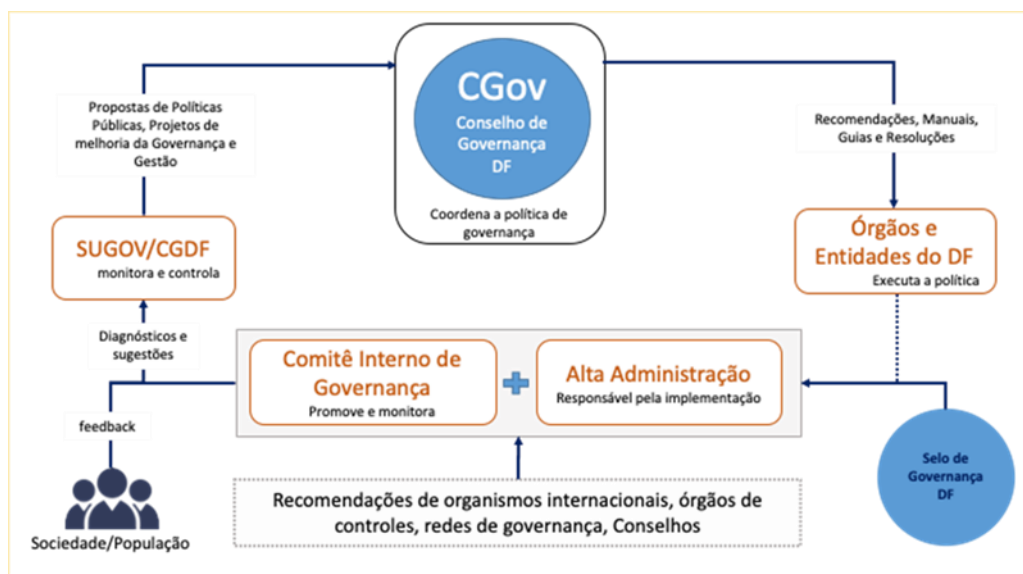 CGov
Conselho de
Governança
DF
Coordena a política de
governança
Propostas de Políticas
Públicas, Projetos de
melhoria da Governança e
Gestão
Recomendações, Manuais,
Guias e Resoluções
SUGOV/CGDF
monitora e controla
Órgãos e
Entidades do DF
Executa a política
Diagnósticos e
sugestões
Comitê Interno de
Governança
Promove e monitora
Alta Administração
Responsável pela implementação
feedback
Sociedade/População
Recomendações de organismos internacionais, órgãos de
controles, redes de governança, Conselhos
Selo de
Governança
DF